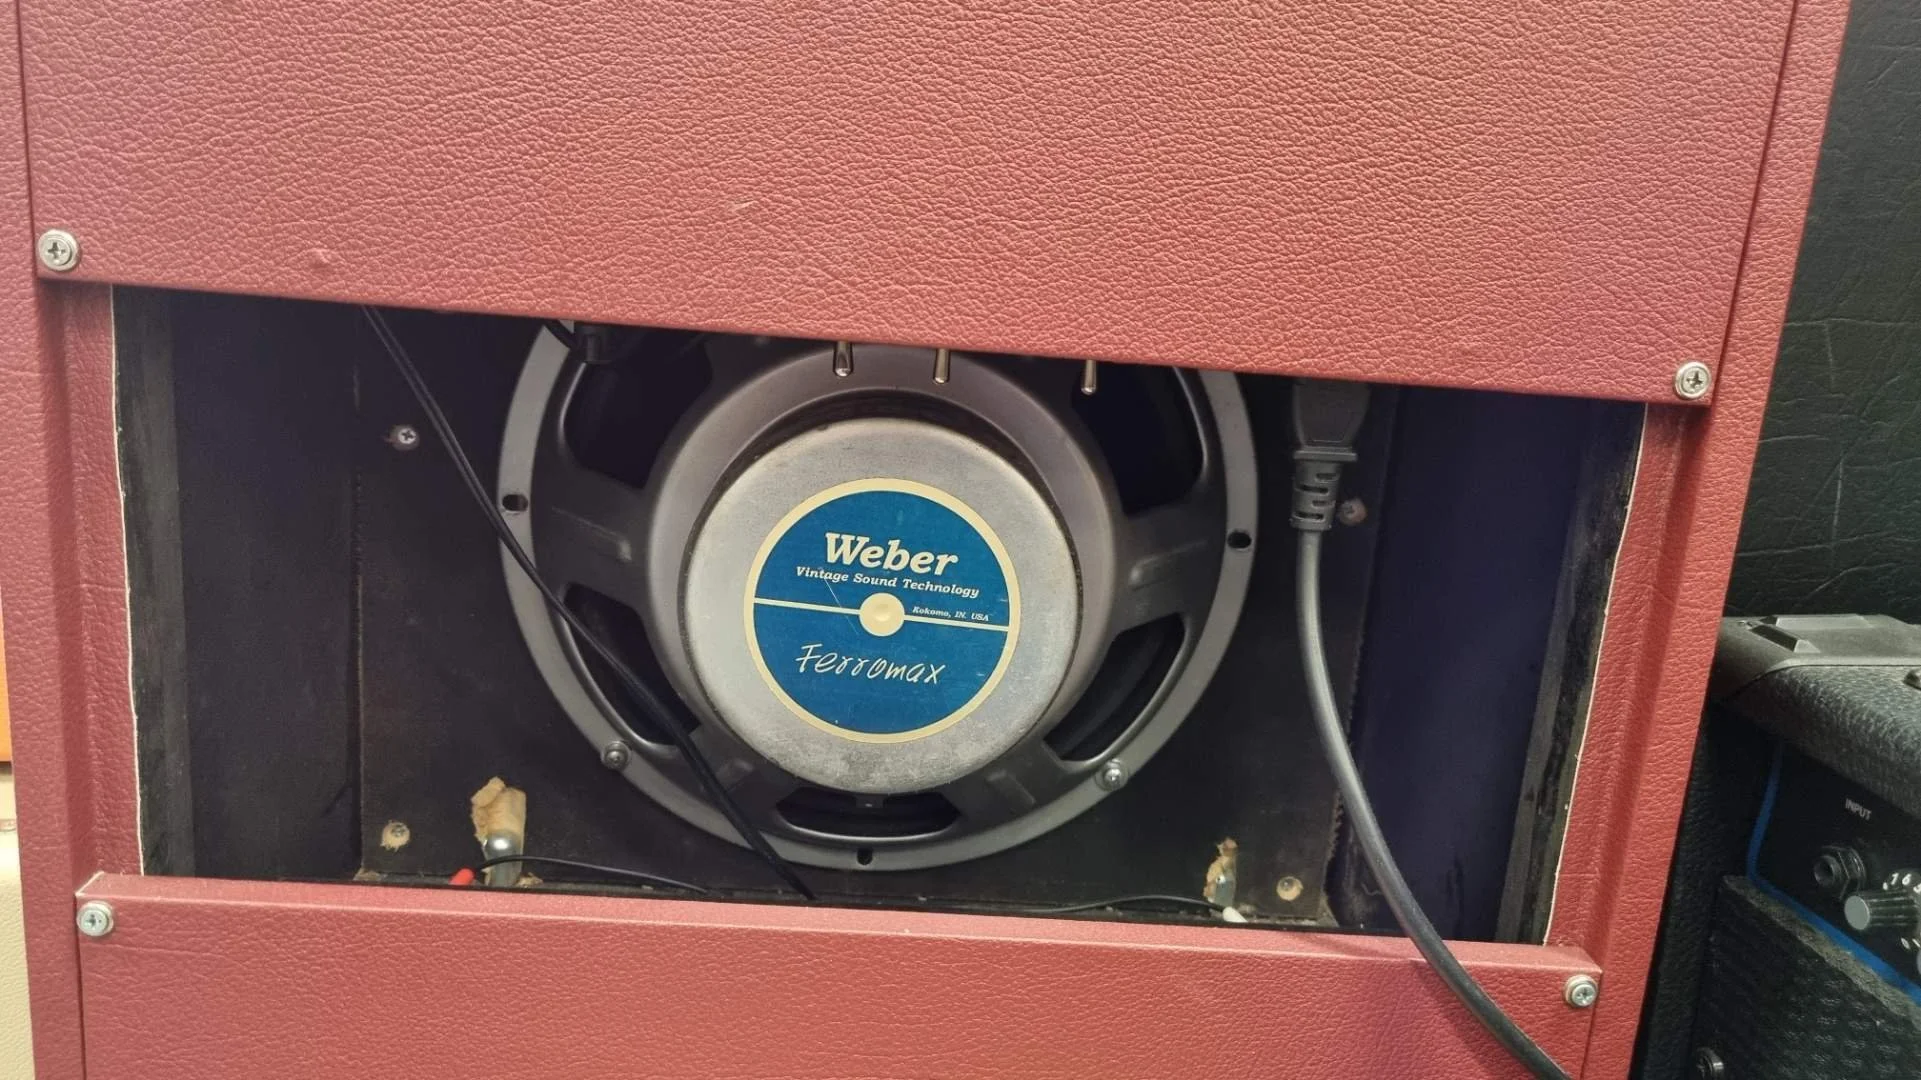 Weber
Vintage Sound Technology
Kokomo, IN. USA
Ferromax
INPUT